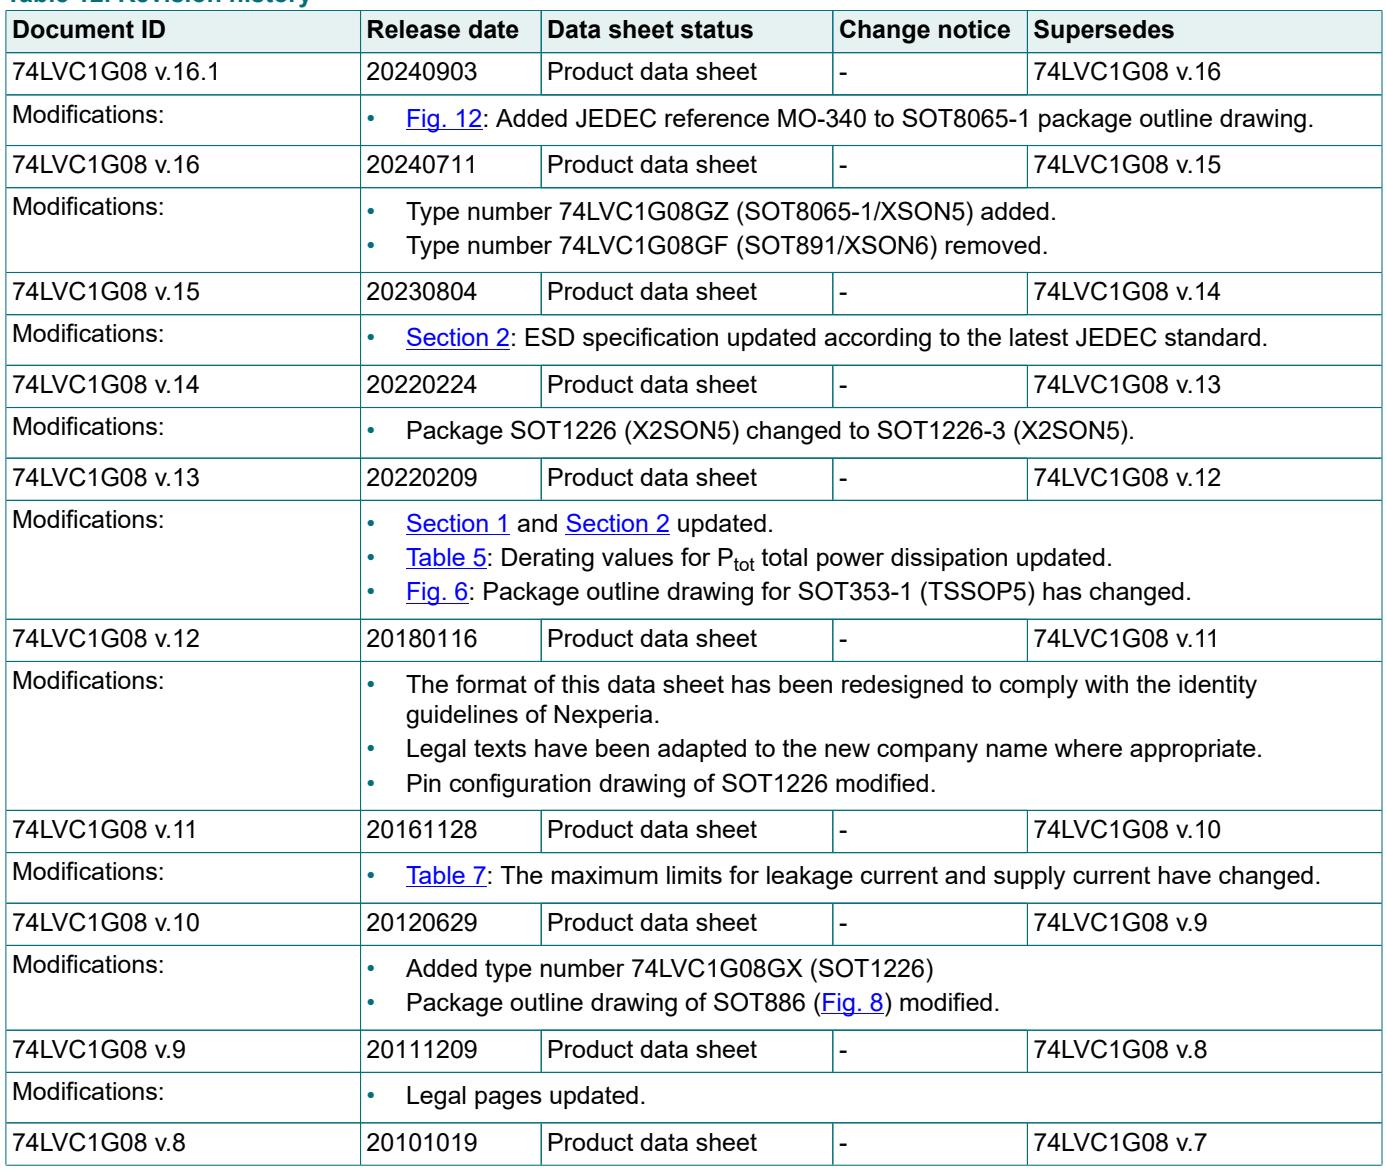 Table 12. Revision history
Document ID Release date Data sheet status Change notice Supersedes
74LVC1G08 v.16.1 20240903 Product data sheet - 74LVC1G08 v.16
Modifications: • Fig. 12: Added JEDEC reference MO-340 to SOT8065-1 package outline drawing.
74LVC1G08 v.16 20240711 Product data sheet - 74LVC1G08 v.15
Modifications: • Type number 74LVC1G08GZ (SOT8065-1/XSON5) added.
• Type number 74LVC1G08GF (SOT891/XSON6) removed.
74LVC1G08 v.15 20230804 Product data sheet - 74LVC1G08 v.14
Modifications: • Section 2: ESD specification updated according to the latest JEDEC standard.
74LVC1G08 v.14 20220224 Product data sheet - 74LVC1G08 v.13
Modifications: • Package SOT1226 (X2SON5) changed to SOT1226-3 (X2SON5).
74LVC1G08 v.13 20220209 Product data sheet - 74LVC1G08 v.12
Modifications: • Section 1 and Section 2 updated.
• Table 5: Derating values for Ptot total power dissipation updated.
• Fig. 6: Package outline drawing for SOT353-1 (TSSOP5) has changed.
74LVC1G08 v.12 20180116 Product data sheet - 74LVC1G08 v.11
Modifications: • The format of this data sheet has been redesigned to comply with the identity
guidelines of Nexperia.
• Legal texts have been adapted to the new company name where appropriate.
• Pin configuration drawing of SOT1226 modified.
74LVC1G08 v.11 20161128 Product data sheet - 74LVC1G08 v.10
Modifications: • Table 7: The maximum limits for leakage current and supply current have changed.
74LVC1G08 v.10 20120629 Product data sheet - 74LVC1G08 v.9
Modifications: • Added type number 74LVC1G08GX (SOT1226)
• Package outline drawing of SOT886 (Fig. 8) modified.
74LVC1G08 v.9 20111209 Product data sheet - 74LVC1G08 v.8
Modifications: • Legal pages updated.
74LVC1G08 v.8 20101019 Product data sheet - 74LVC1G08 v.7